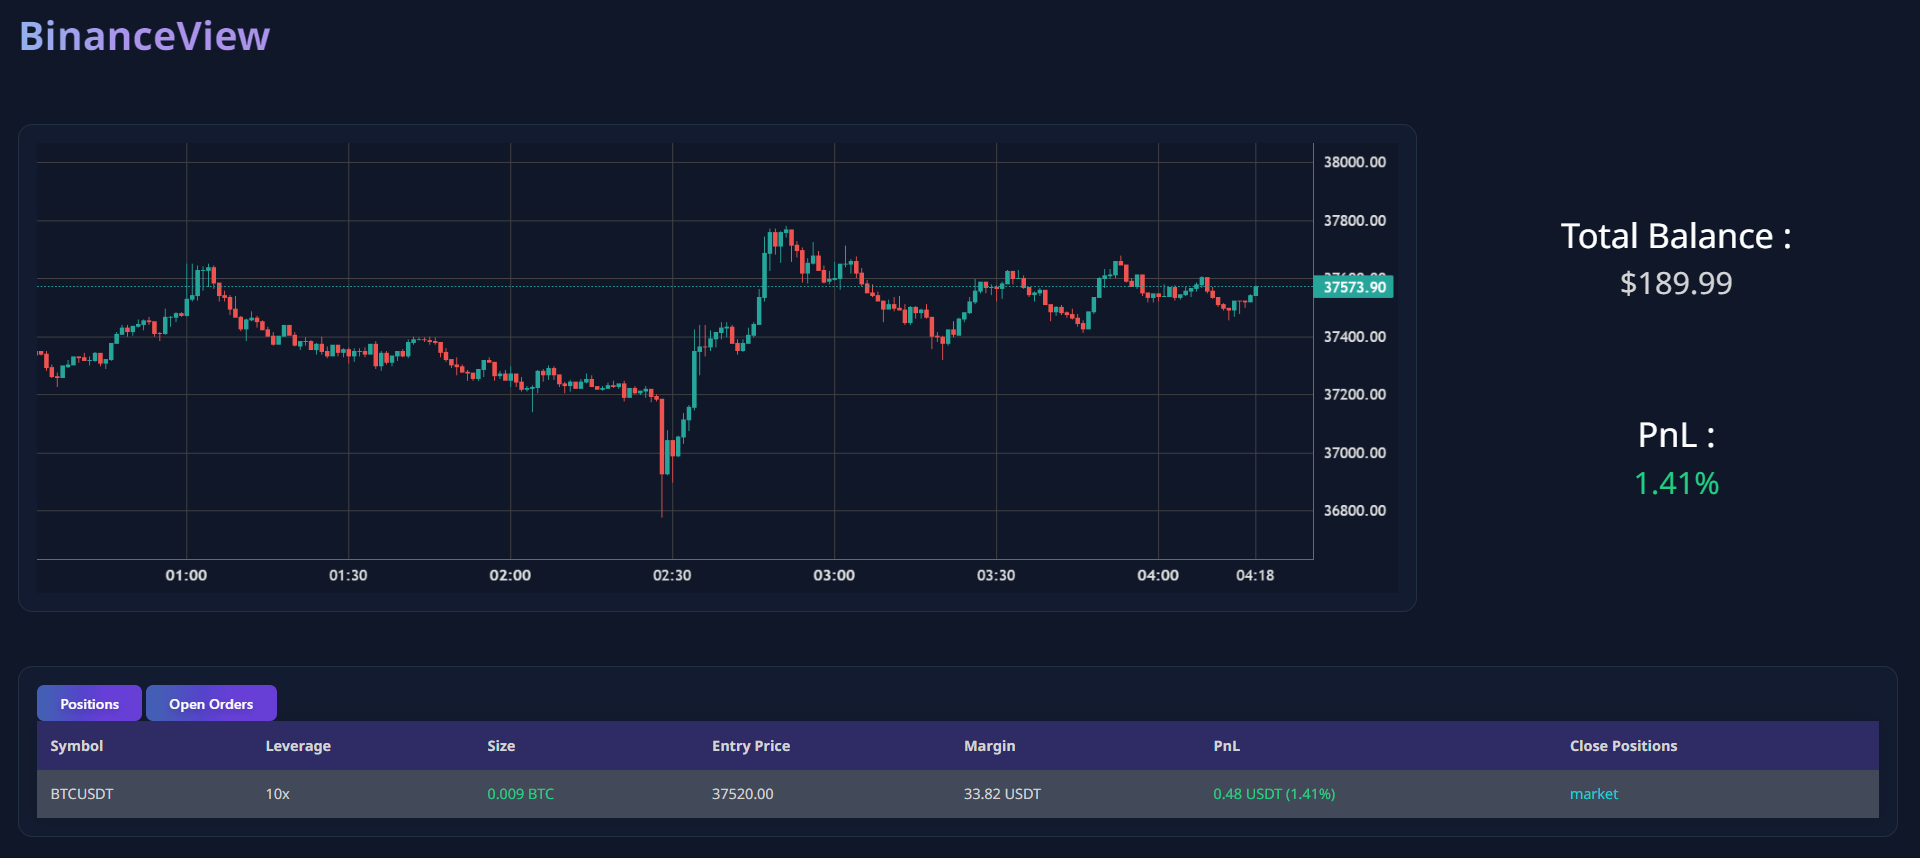 BinanceView
38000.00
37800.00
37573.90
37400.00
37200.00
37000.00
36800.00
01:00 01:30 02:00 02:30 03:00 03:30 04:00 04:18
Total Balance :
$189.99
PnL :
1.41%
Positions Open Orders
Symbol Leverage Size Entry Price Margin PnL Close Positions
BTCUSDT 10x 0.009 BTC 37520.00 33.82 USDT 0.48 USDT (1.41%) market